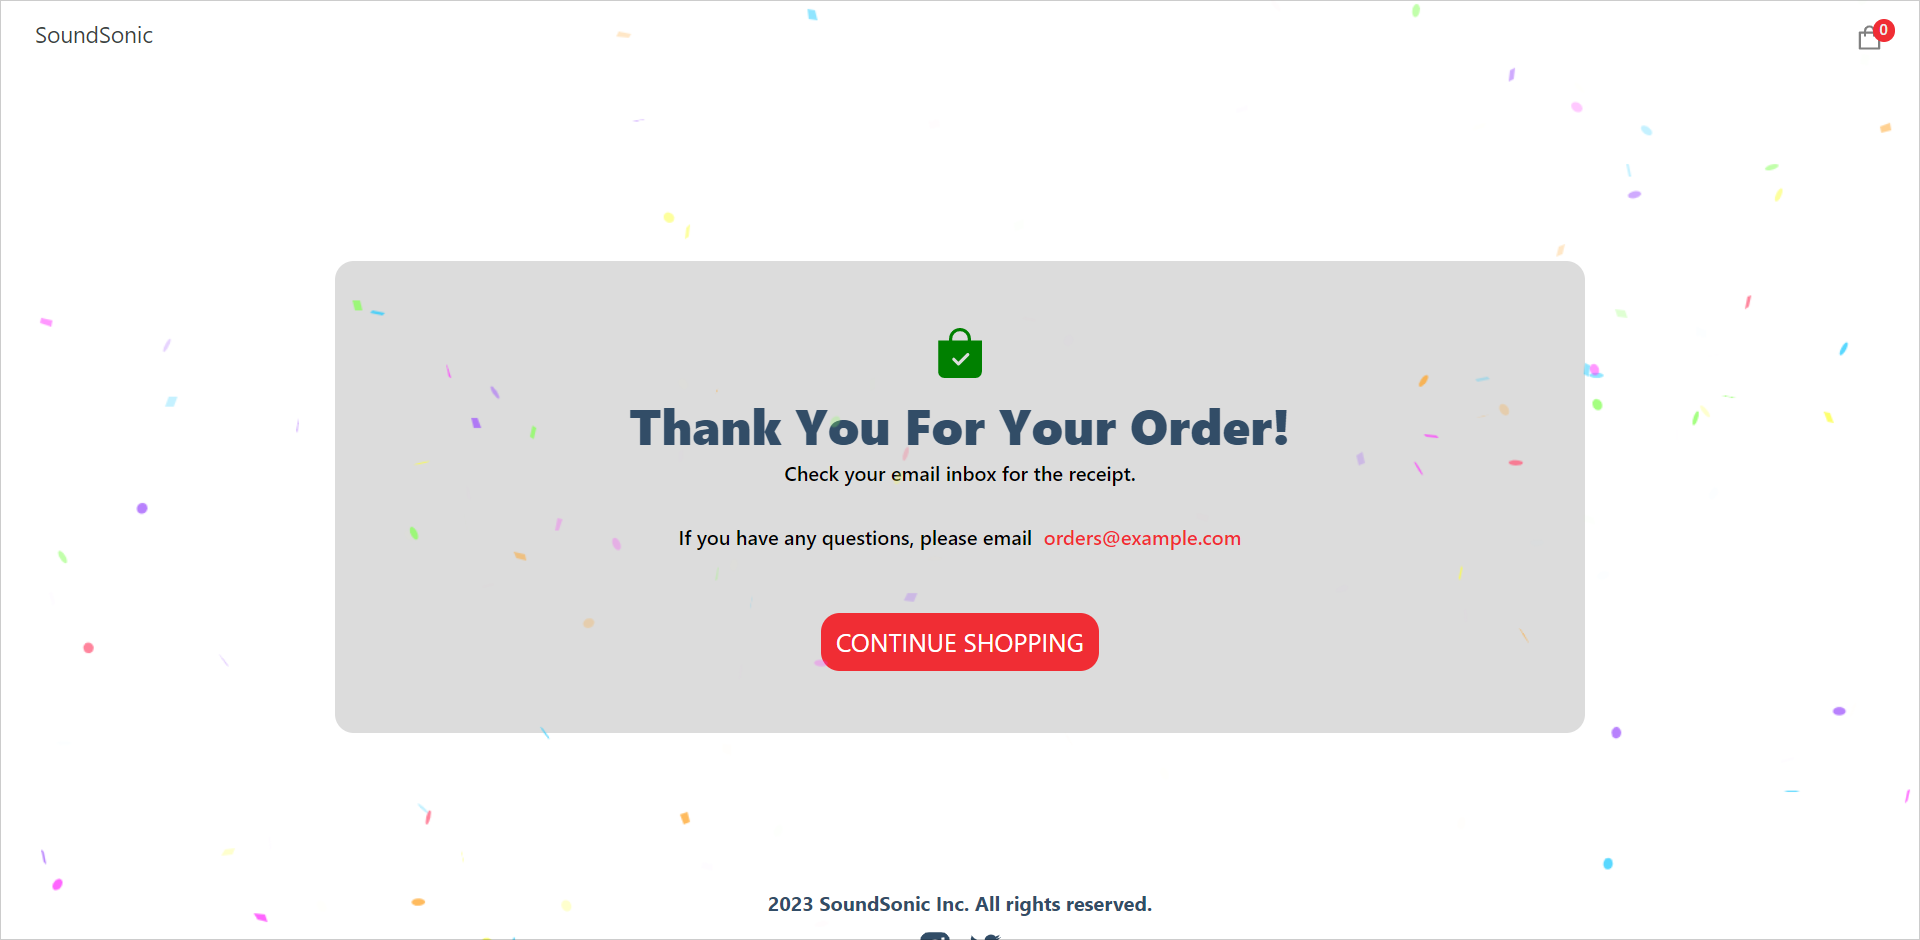 SoundSonic
0
Thank You For Your Order!
Check your email inbox for the receipt.
If you have any questions, please email orders@example.com
CONTINUE SHOPPING
2023 SoundSonic Inc. All rights reserved.